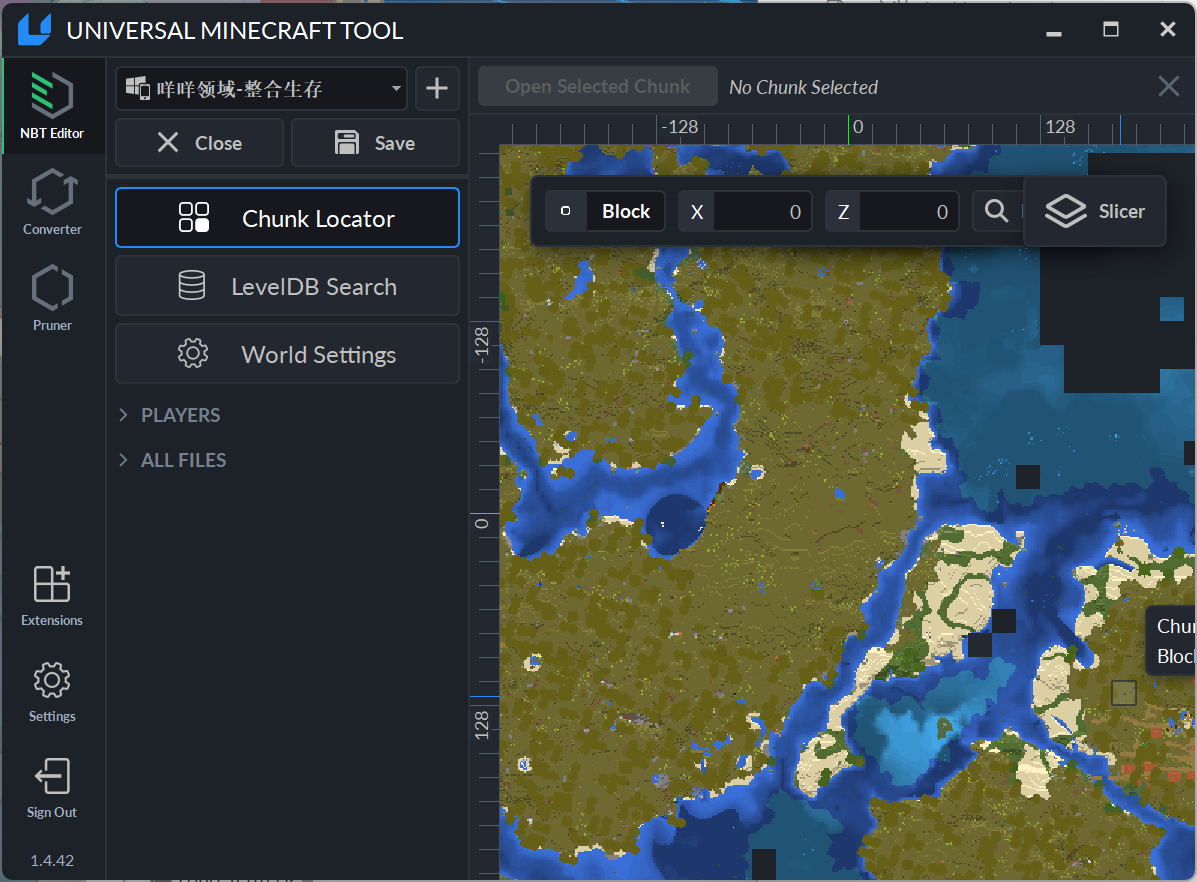 UNIVERSAL MINECRAFT TOOL
NBT Editor
Converter
Pruner
Extensions
Settings
Sign Out
1.4.42
咩咩领域-整合生存
Close
Save
Chunk Locator
LevelDB Search
World Settings
PLAYERS
ALL FILES
Open Selected Chunk
No Chunk Selected
-128
0
128
Block
X
0
Z
0
Slicer
-128
0
128
Chun
Block